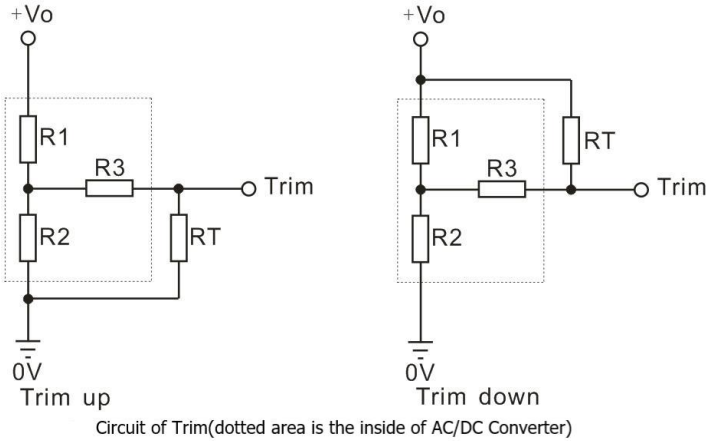 +Vo
R1
R3
Trim
R2
RT
0V
Trim up
+Vo
R1
RT
R3
Trim
R2
0V
Trim down
Circuit of Trim(dotted area is the inside of AC/DC Converter)